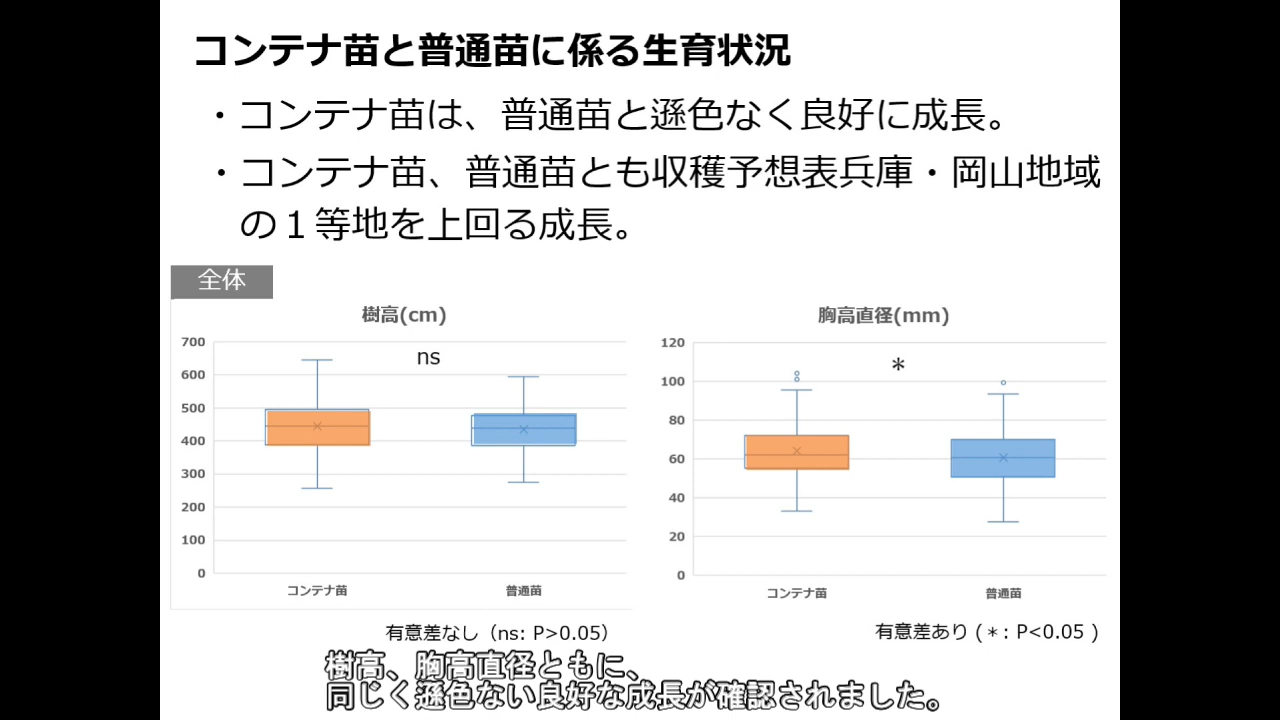 コンテナ苗と普通苗に係る生育状況
・コンテナ苗は、普通苗と遜色なく良好に成長。
・コンテナ苗、普通苗とも収穫予想表兵庫・岡山地域
の１等地を上回る成長。
全体
樹高(cm)
ns
700
600
500
400
300
200
100
0
コンテナ苗
普通苗
有意差なし（ns: P>0.05）
胸高直径(mm)
＊
120
100
80
60
40
20
0
コンテナ苗
普通苗
有意差あり (＊: P<0.05 )
樹高、胸高直径ともに、
同じく遜色ない良好な成長が確認されました。